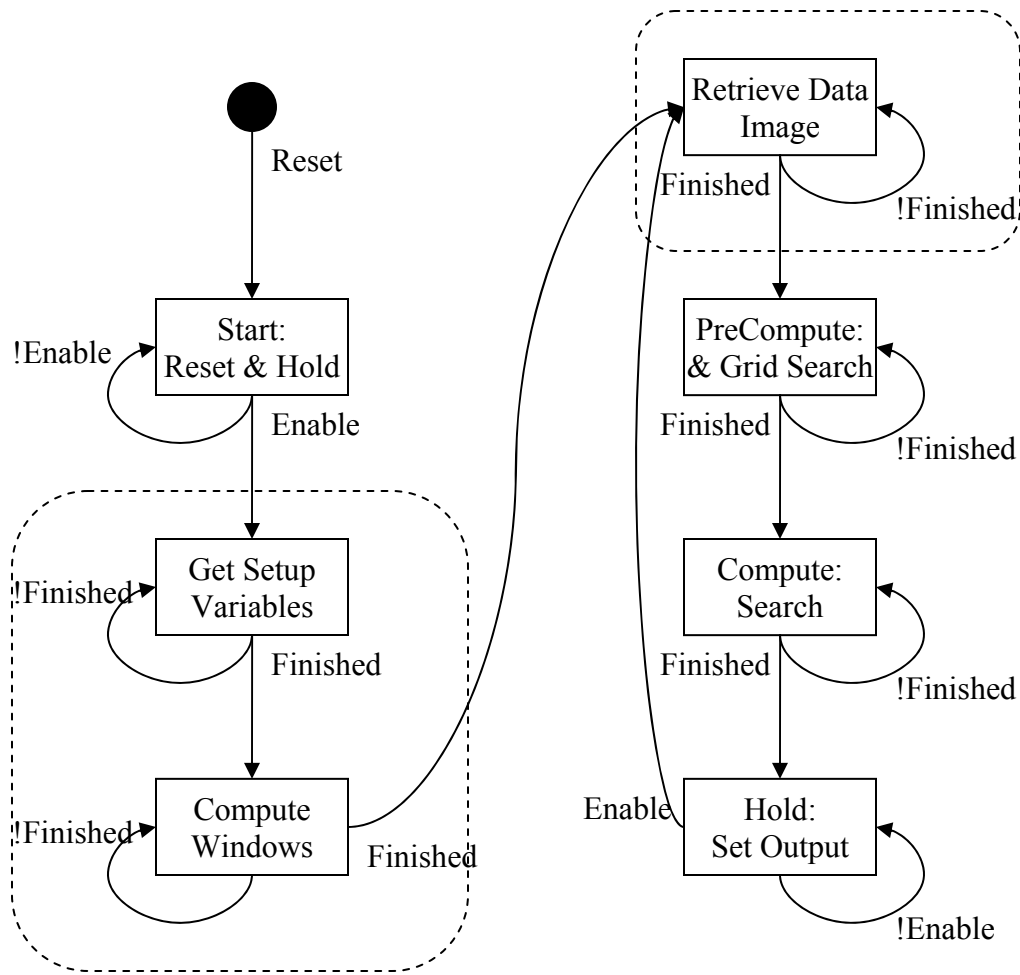 Reset
Start:
Reset & Hold
!Enable
Enable
Get Setup
Variables
!Finished
Finished
Compute
Windows
!Finished
Finished
Retrieve Data
Image
Finished
!Finished
PreCompute:
& Grid Search
Finished
!Finished
Compute:
Search
Finished
!Finished
Hold:
Set Output
Enable
!Enable